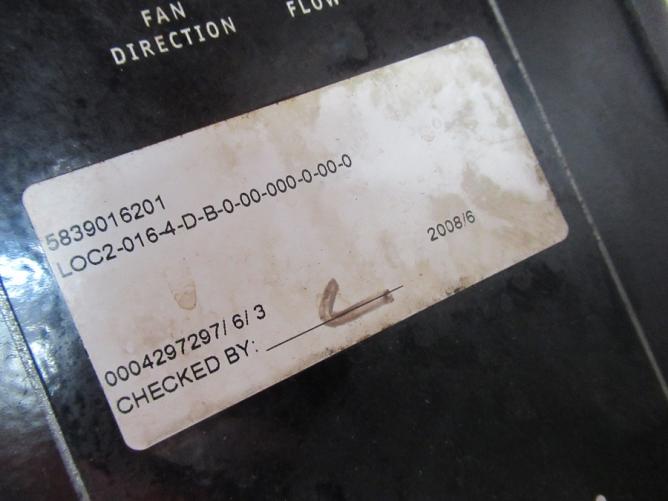 FAN
DIRECTION
FLOW
5839016201
LOC2-016-4-D-B-0-00-000-0-00-0
2008/6
0004297297/ 6/ 3
CHECKED BY: